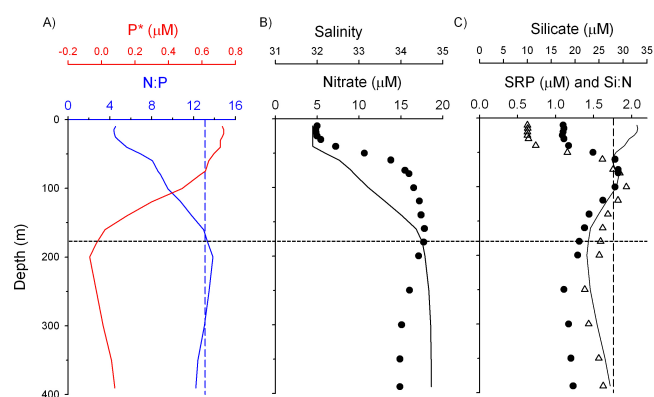 A)
P* (μM)
-0.2 0.0 0.2 0.4 0.6 0.8
N:P
0 4 8 12 16
B)
Salinity
31 32 33 34 35
Nitrate (μM)
0 5 10 15 20
C)
Silicate (μM)
0 5 10 15 20 25 30 35
SRP (μM) and Si:N
0.0 0.5 1.0 1.5 2.0
Depth (m)
0
100
200
300
400